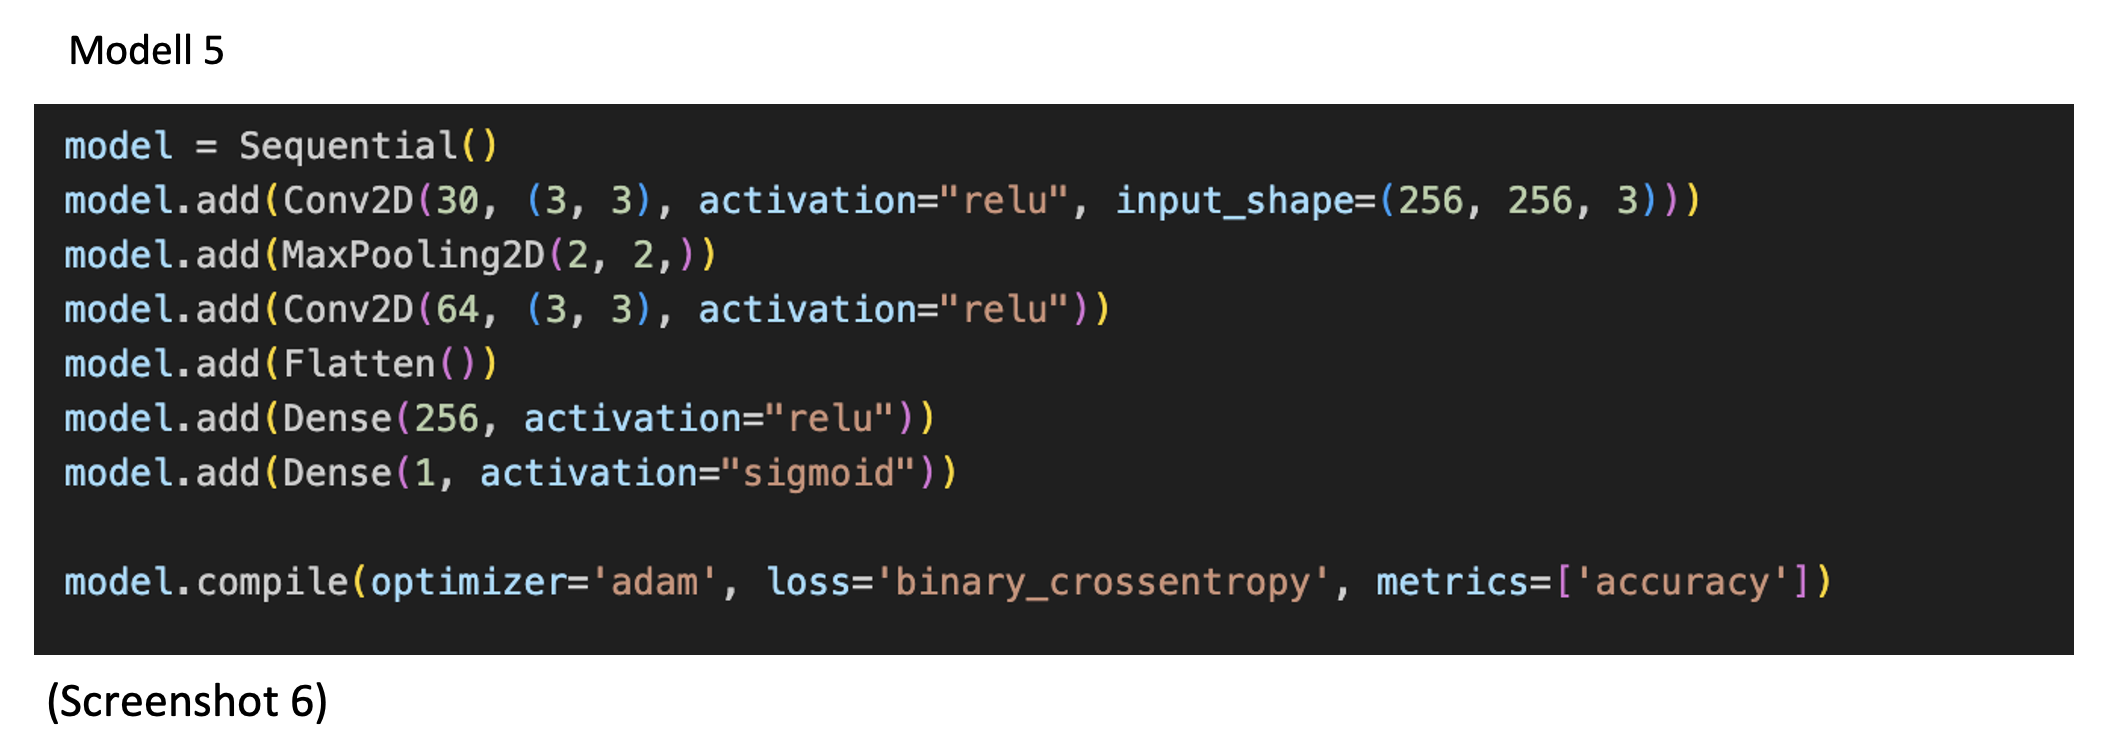 Modell 5
model = Sequential()
model.add(Conv2D(30, (3, 3), activation="relu", input_shape=(256, 256, 3)))
model.add(MaxPooling2D(2, 2,))
model.add(Conv2D(64, (3, 3), activation="relu"))
model.add(Flatten())
model.add(Dense(256, activation="relu"))
model.add(Dense(1, activation="sigmoid"))
model.compile(optimizer='adam', loss='binary_crossentropy', metrics=['accuracy'])
(Screenshot 6)